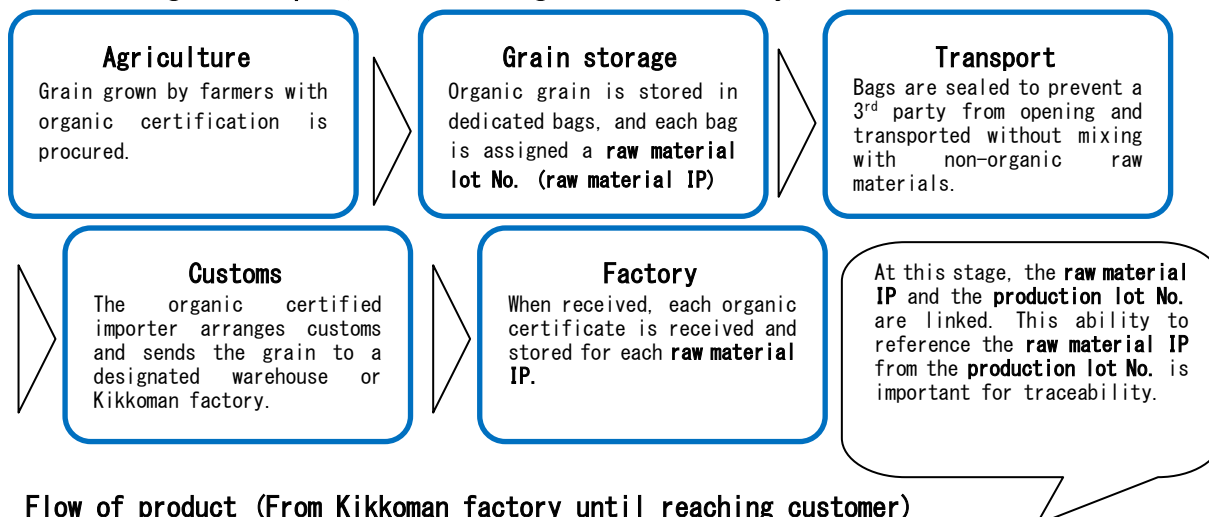 Agriculture
Grain grown by farmers with
organic certification is
procured.
Grain storage
Organic grain is stored in
dedicated bags, and each bag
is assigned a raw material
lot No. (raw material IP)
Transport
Bags are sealed to prevent a
3rd party from opening and
transported without mixing
with non-organic raw
materials.
Customs
The organic certified
importer arranges customs
and sends the grain to a
designated warehouse or
Kikkoman factory.
Factory
When received, each organic
certificate is received and
stored for each raw material
IP.
At this stage, the raw material
IP and the production lot No.
are linked. This ability to
reference the raw material IP
from the production lot No. is
important for traceability.
Flow of product (From Kikkoman factory until reaching customer)